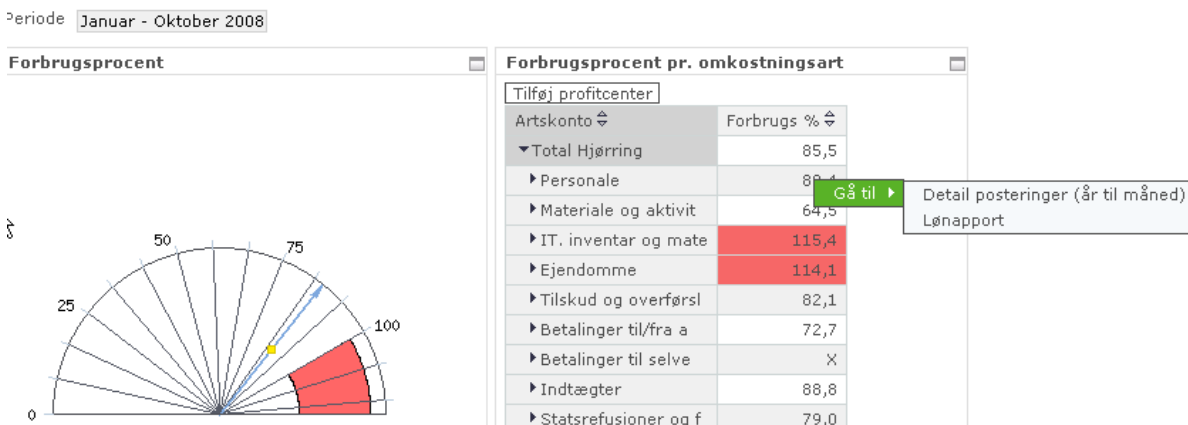 Periode Januar - Oktober 2008
Forbrugsprocent
50
75
25
100
0
Forbrugsprocent pr. omkostningsart
Tilføj profitcenter
Artskonto Forbrugs %
Total Hjørring 85,5
Personale
Gå til Detail posteringer (år til måned)
Lønapport
Materiale og aktivit 64,5
IT. inventar og mate 115,4
Ejendomme 114,1
Tilskud og overførsl 82,1
Betalinger til/fra a 72,7
Betalinger til selve X
Indtægter 88,8
Statsrefusioner og f 79,0